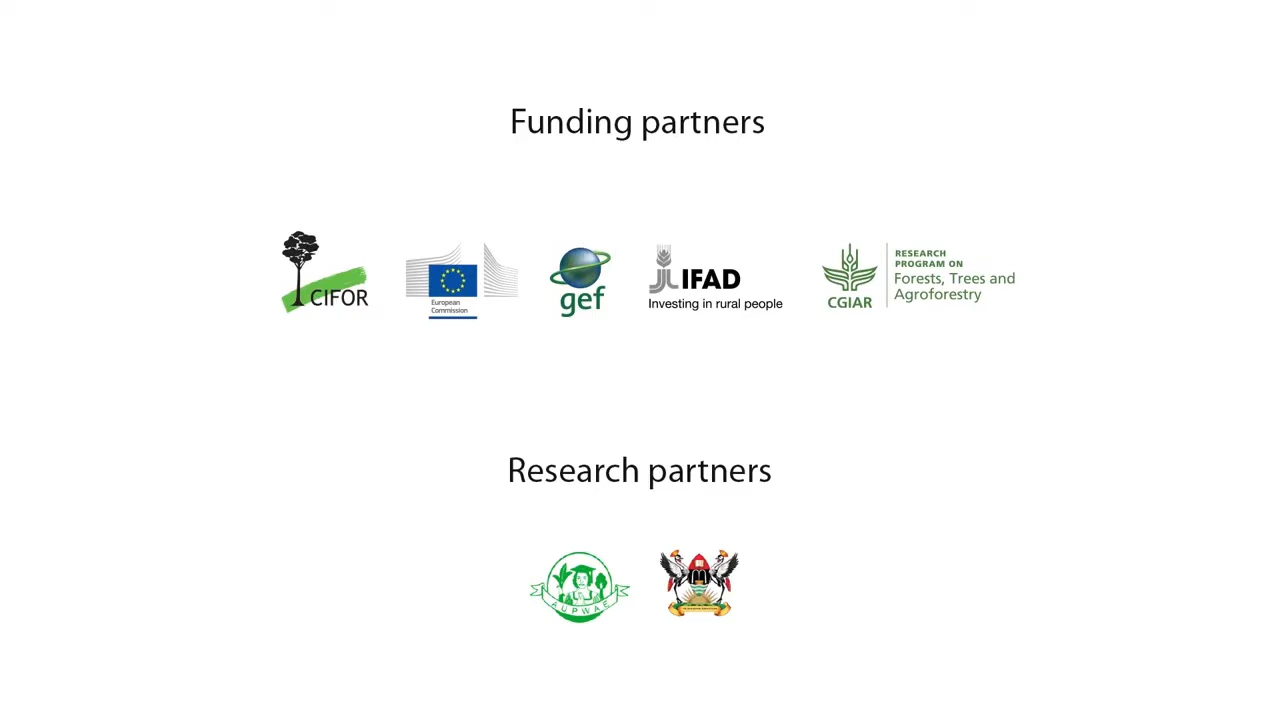 Funding partners
CIFOR
European
Commission
gef
IFAD
Investing in rural people
CGIAR
RESEARCH
PROGRAM ON
Forests, Trees and
Agroforestry
Research partners
AUPWAE